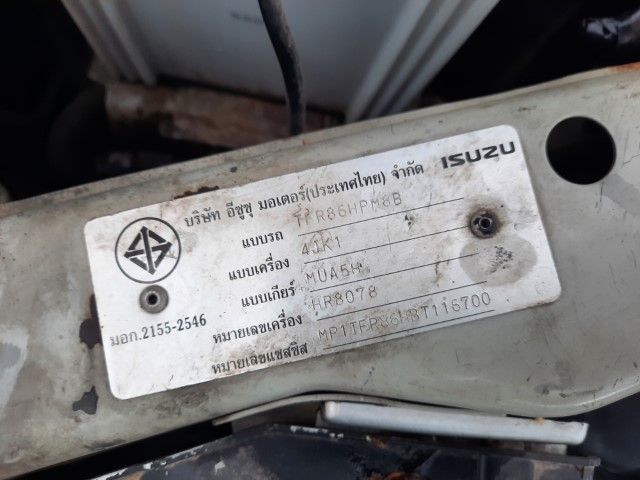 บริษัท อีซูซุ มอเตอร์(ประเทศไทย) จำกัด ISUZU
แบบรถ TFR86HPM8B
แบบเครื่อง 4JK1
แบบเกียร์ MUA5H
หมายเลขเครื่อง HR8078
หมายเลขแชสซีส MP1TFR86HBT116700
มอก.2155-2546